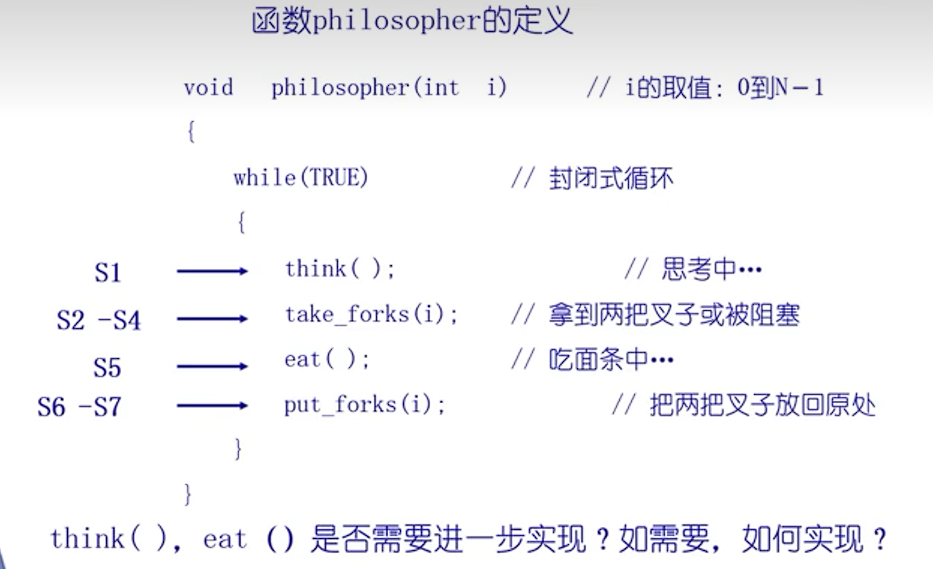 函数philosopher的定义
void philosopher(int i) // i的取值：0到N－1
{
while(TRUE) // 封闭式循环
{
S1 think( ); // 思考中…
S2 -S4 take_forks(i); // 拿到两把叉子或被阻塞
S5 eat( ); // 吃面条中…
S6 -S7 put_forks(i); // 把两把叉子放回原处
}
}
think( ), eat () 是否需要进一步实现？如需要，如何实现？